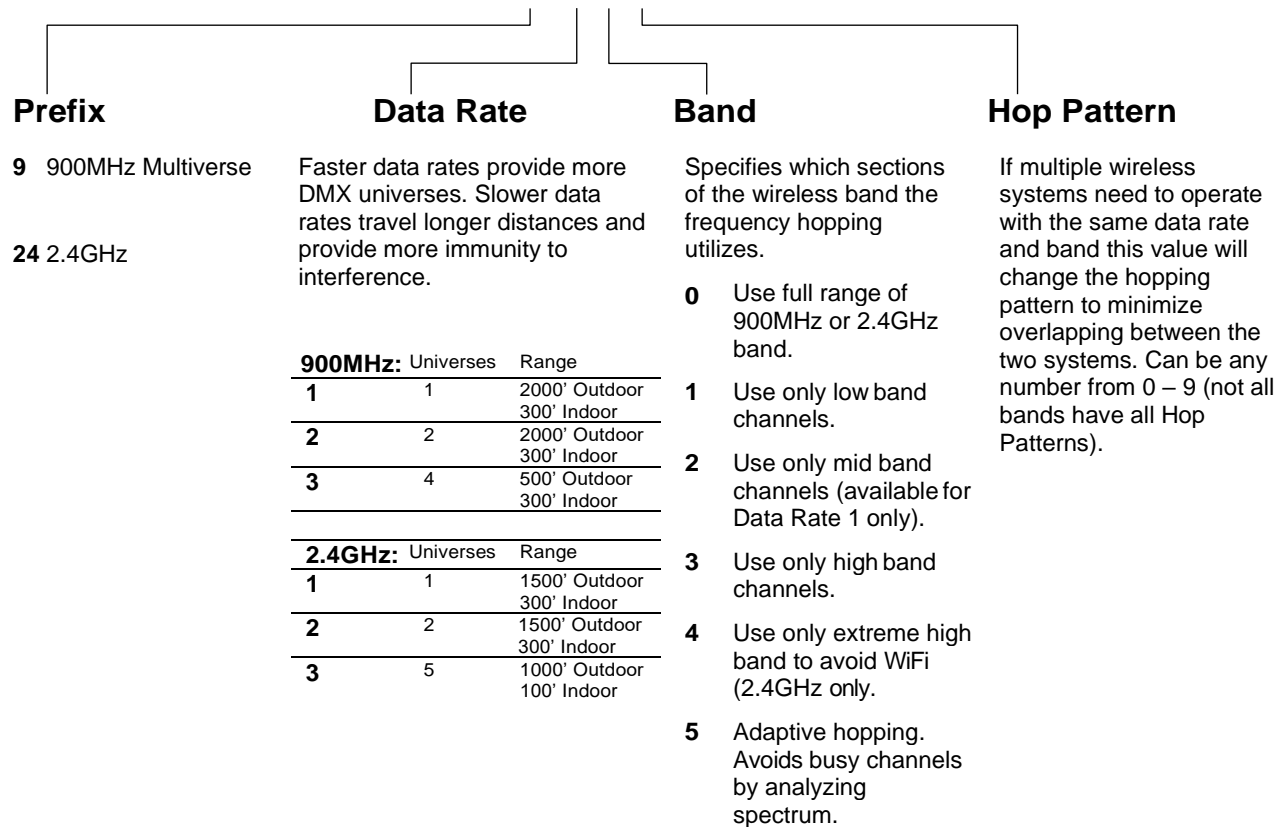 Prefix
9 900MHz Multiverse
24 2.4GHz
Data Rate
Faster data rates provide more
DMX universes. Slower data
rates travel longer distances and
provide more immunity to
interference.
900MHz: Universes Range
1 1 2000’ Outdoor
300’ Indoor
2 2 2000’ Outdoor
300’ Indoor
3 4 500’ Outdoor
300’ Indoor
2.4GHz: Universes Range
1 1 1500’ Outdoor
300’ Indoor
2 2 1500’ Outdoor
300’ Indoor
3 5 1000’ Outdoor
100’ Indoor
Band
Specifies which sections
of the wireless band the
frequency hopping
utilizes.
0 Use full range of
900MHz or 2.4GHz
band.
1 Use only low band
channels.
2 Use only mid band
channels (available for
Data Rate 1 only).
3 Use only high band
channels.
4 Use only extreme high
band to avoid WiFi
(2.4GHz only.
5 Adaptive hopping.
Avoids busy channels
by analyzing
spectrum.
Hop Pattern
If multiple wireless
systems need to operate
with the same data rate
and band this value will
change the hopping
pattern to minimize
overlapping between the
two systems. Can be any
number from 0 – 9 (not all
bands have all Hop
Patterns).